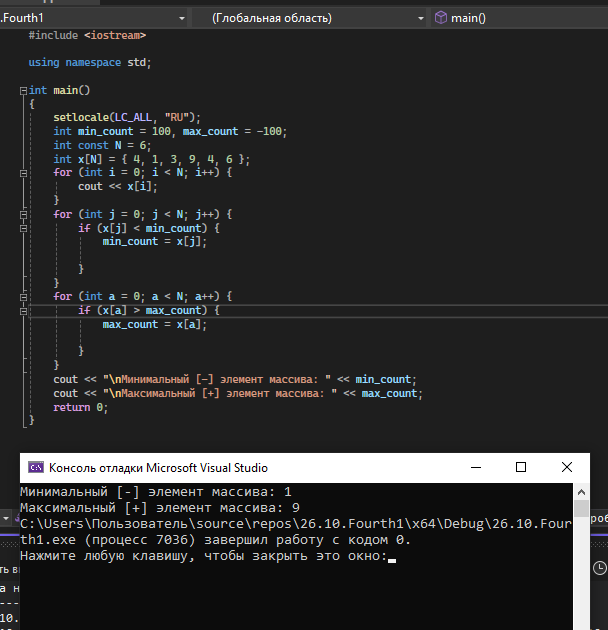 .Fourth1
(Глобальная область)
main()
#include <iostream>
using namespace std;
int main()
{
setlocale(LC_ALL, "RU");
int min_count = 100, max_count = -100;
int const N = 6;
int x[N] = { 4, 1, 3, 9, 4, 6 };
for (int i = 0; i < N; i++) {
cout << x[i];
}
for (int j = 0; j < N; j++) {
if (x[j] < min_count) {
min_count = x[j];
}
}
for (int a = 0; a < N; a++) {
if (x[a] > max_count) {
max_count = x[a];
}
}
cout << "\nМинимальный [-] элемент массива: " << min_count;
cout << "\nМаксимальный [+] элемент массива: " << max_count;
return 0;
}
Консоль отладки Microsoft Visual Studio
Минимальный [-] элемент массива: 1
Максимальный [+] элемент массива: 9
C:\Users\Пользователь\source\repos\26.10.Fourth1\x64\Debug\26.10.Four
th1.exe (процесс 7036) завершил работу с кодом 0.
Нажмите любую клавишу, чтобы закрыть это окно: